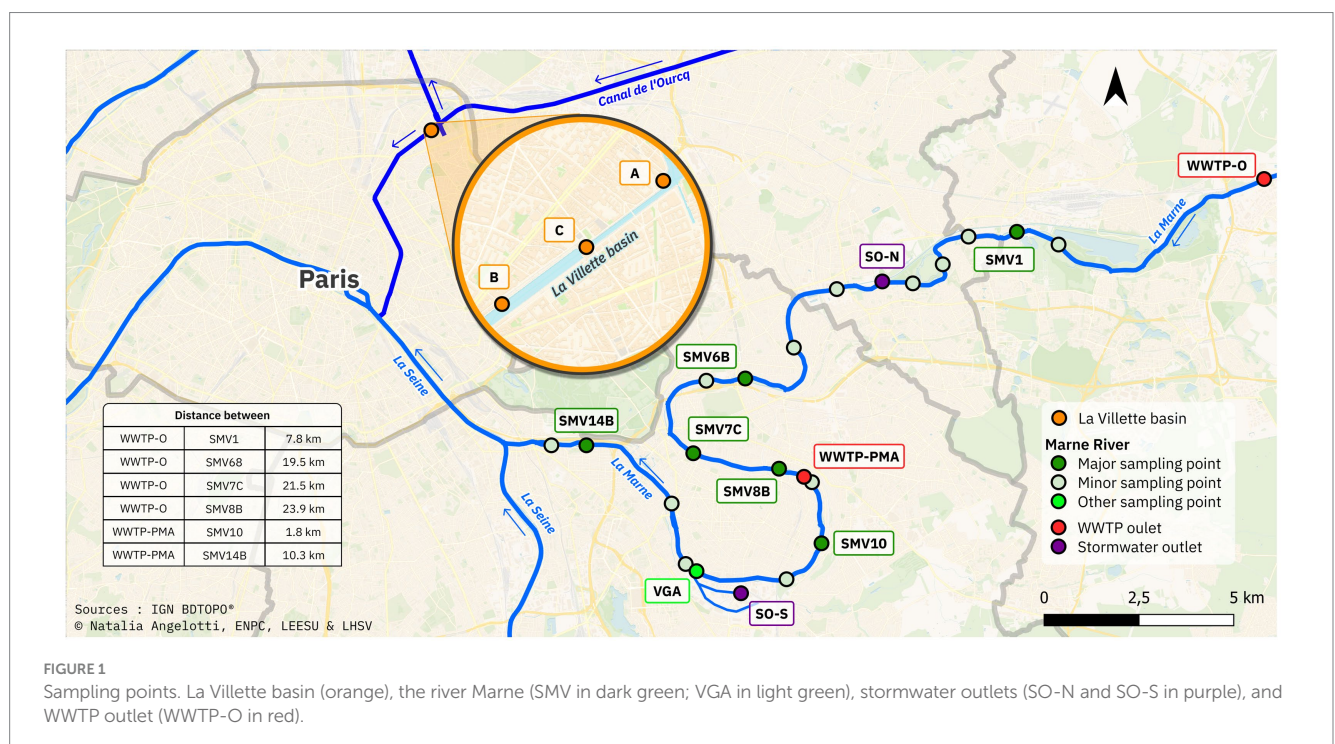 Canal de l'Ourcq
WWTP-O
La Marne
A
C
B
La Villette basin
SMV1
SO-N
Paris
La Seine
SMV6B
SMV14B
SMV7C
WWTP-PMA
SMV8B
La Marne
La Seine
SMV10
VGA
SO-S
Distance between
WWTP-O SMV1 7.8 km
WWTP-O SMV68 19.5 km
WWTP-O SMV7C 21.5 km
WWTP-O SMV8B 23.9 km
WWTP-PMA SMV10 1.8 km
WWTP-PMA SMV14B 10.3 km
La Villette basin
Marne River
Major sampling point
Minor sampling point
Other sampling point
WWTP oulet
Stormwater outlet
0 2,5 5 km
Sources : IGN BDTOPO®
© Natalia Angelotti, ENPC, LEESU & LHSV
FIGURE 1
Sampling points. La Villette basin (orange), the river Marne (SMV in dark green; VGA in light green), stormwater outlets (SO-N and SO-S in purple), and
WWTP outlet (WWTP-O in red).